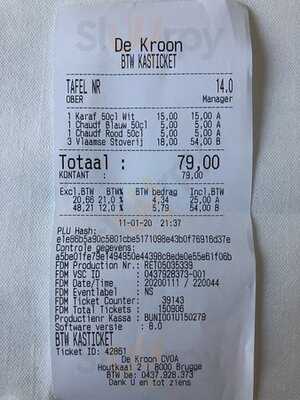 De Kroon
BTW KASTICKET
TAFEL NR 14.0
OBER Manager
1 Karaf 50cl Wit 15,00 15,00 A
1 Chaudf Blauw 50cl 5,00 5,00 A
1 Chaudf Rood 50cl 5,00 5,00 A
3 Vlaamse Stoverij 18,00 54,00 B
Totaal : 79,00
KONTANT : 79,00
Excl.BTW BTW% BTW bedrag Incl.BTW
20,66 21,0 % 4,34 25,00 A
48,21 12,0 % 5,79 54,00 B
11-01-20 21:37
PLU Hash:
e1e86b5a90c5801cbe5171098e43b0f76916d37e
Controle gegevens:
a5be01fe79e1494950e44398c8ede0e55e61f06b
FDM Production Nr.: RET05035339
FDM VSC ID : 0437928373-001
FDM Date/Time : 20200111 / 220044
FDM Eventlabel : NS
FDM Ticket Counter: 39143
FDM Total Tickets : 150906
Productienr Kassa : BUNI001U150279
Software versie : 8.0
BTW KASTICKET
Ticket ID: 42861
De Kroon CVOA
Houtkaai 2 | 8000 Brugge
BTW be: 0437.928.373
Dank U en tot ziens